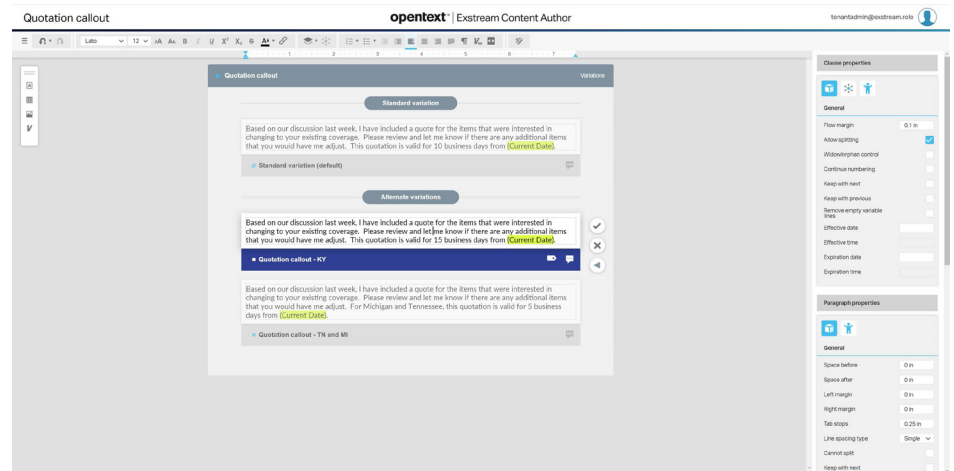 Quotation callout
opentext™ | Exstream Content Author
tenantadmin@exstream.role
Lato 12 AA AA B I U X² X₂ S A
1 2 3 4 5 6 7
Quotation callout Variations
Standard variation
Based on our discussion last week, I have included a quote for the items that were interested in
changing to your existing coverage. Please review and let me know if there are any additional items
that you would have me adjust. This quotation is valid for 10 business days from (Current Date).
Standard variation (default)
Alternate variations
Based on our discussion last week, I have included a quote for the items that were interested in
changing to your existing coverage. Please review and let me know if there are any additional items
that you would have me adjust. This quotation is valid for 15 business days from (Current Date).
Quotation callout - KY
Based on our discussion last week, I have included a quote for the items that were interested in
changing to your existing coverage. Please review and let me know if there are any additional items
that you would have me adjust. For Michigan and Tennessee, this quotation is valid for 5 business
days from (Current Date).
Quotation callout - TN and MI
Clause properties
General
Flow margin 0.1 in
Allow splitting
Widow/orphan control
Continue numbering
Keep with next
Keep with previous
Remove empty variable
lines
Effective date
Effective time
Expiration date
Expiration time
Paragraph properties
General
Space before 0 in
Space after 0 in
Left margin 0 in
Right margin 0 in
Tab stops 0.25 in
Line spacing type Single
Cannot split
Keep with next